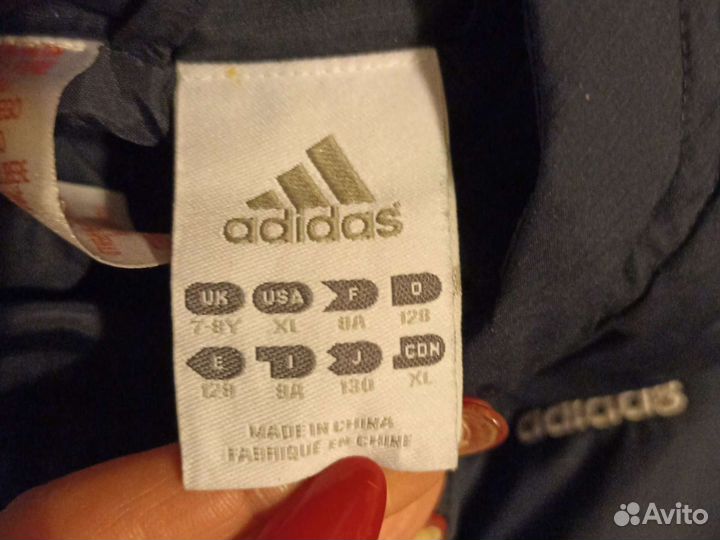 adidas
UK USA F D
7-8Y XL 8A 128
E I J CDN
128 8A 130 XL
MADE IN CHINA
FABRIQUE EN CHINE
adidas
Avito